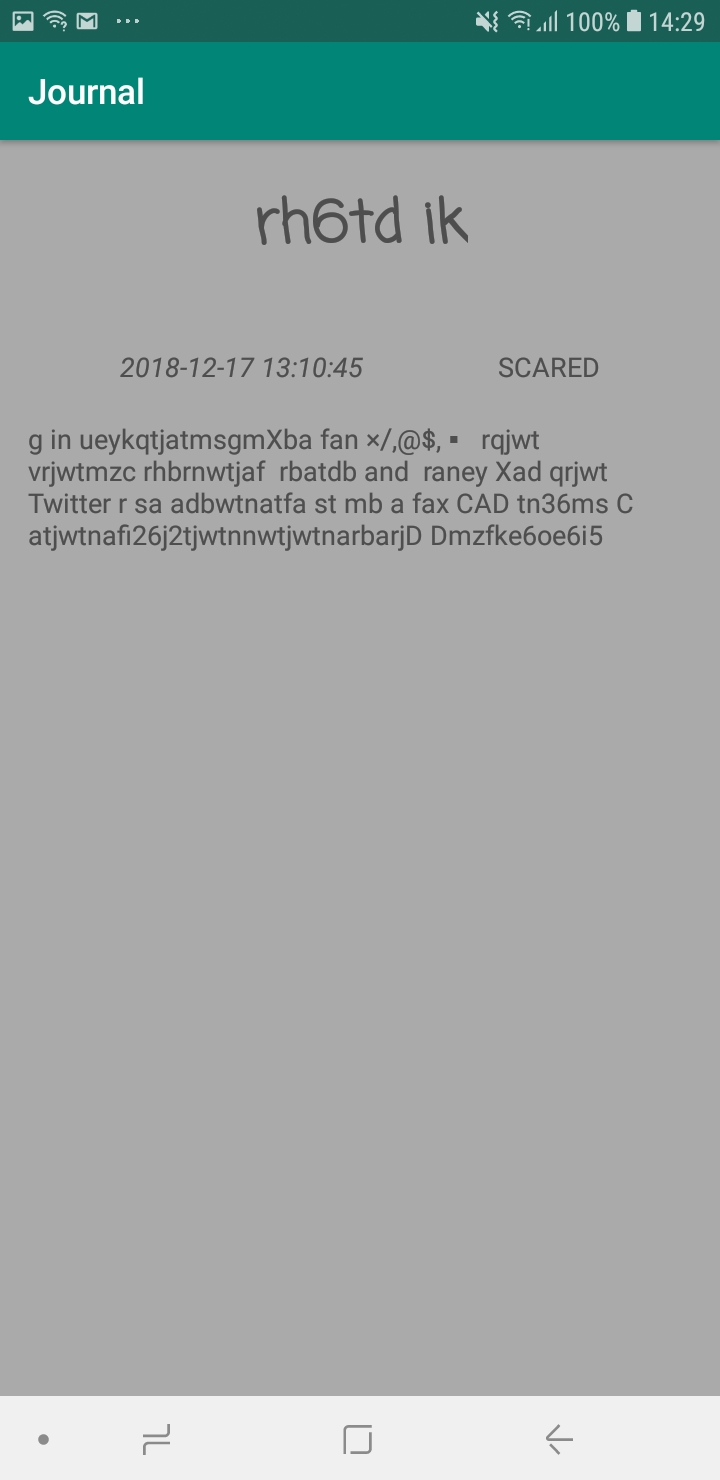 100% 14:29
Journal
rh6td ik
2018-12-17 13:10:45 SCARED
g in ueykqtjatmsgmXba fan ×/,@$, ▪ rqjwt
vrjwtmzc rhbrnwtjaf rbatdb and raney Xad qrjwt
Twitter r sa adbwtnatfa st mb a fax CAD tn36ms C
atjwtnafi26j2tjwtnnwtjwtnarbarjD Dmzfke6oe6i5